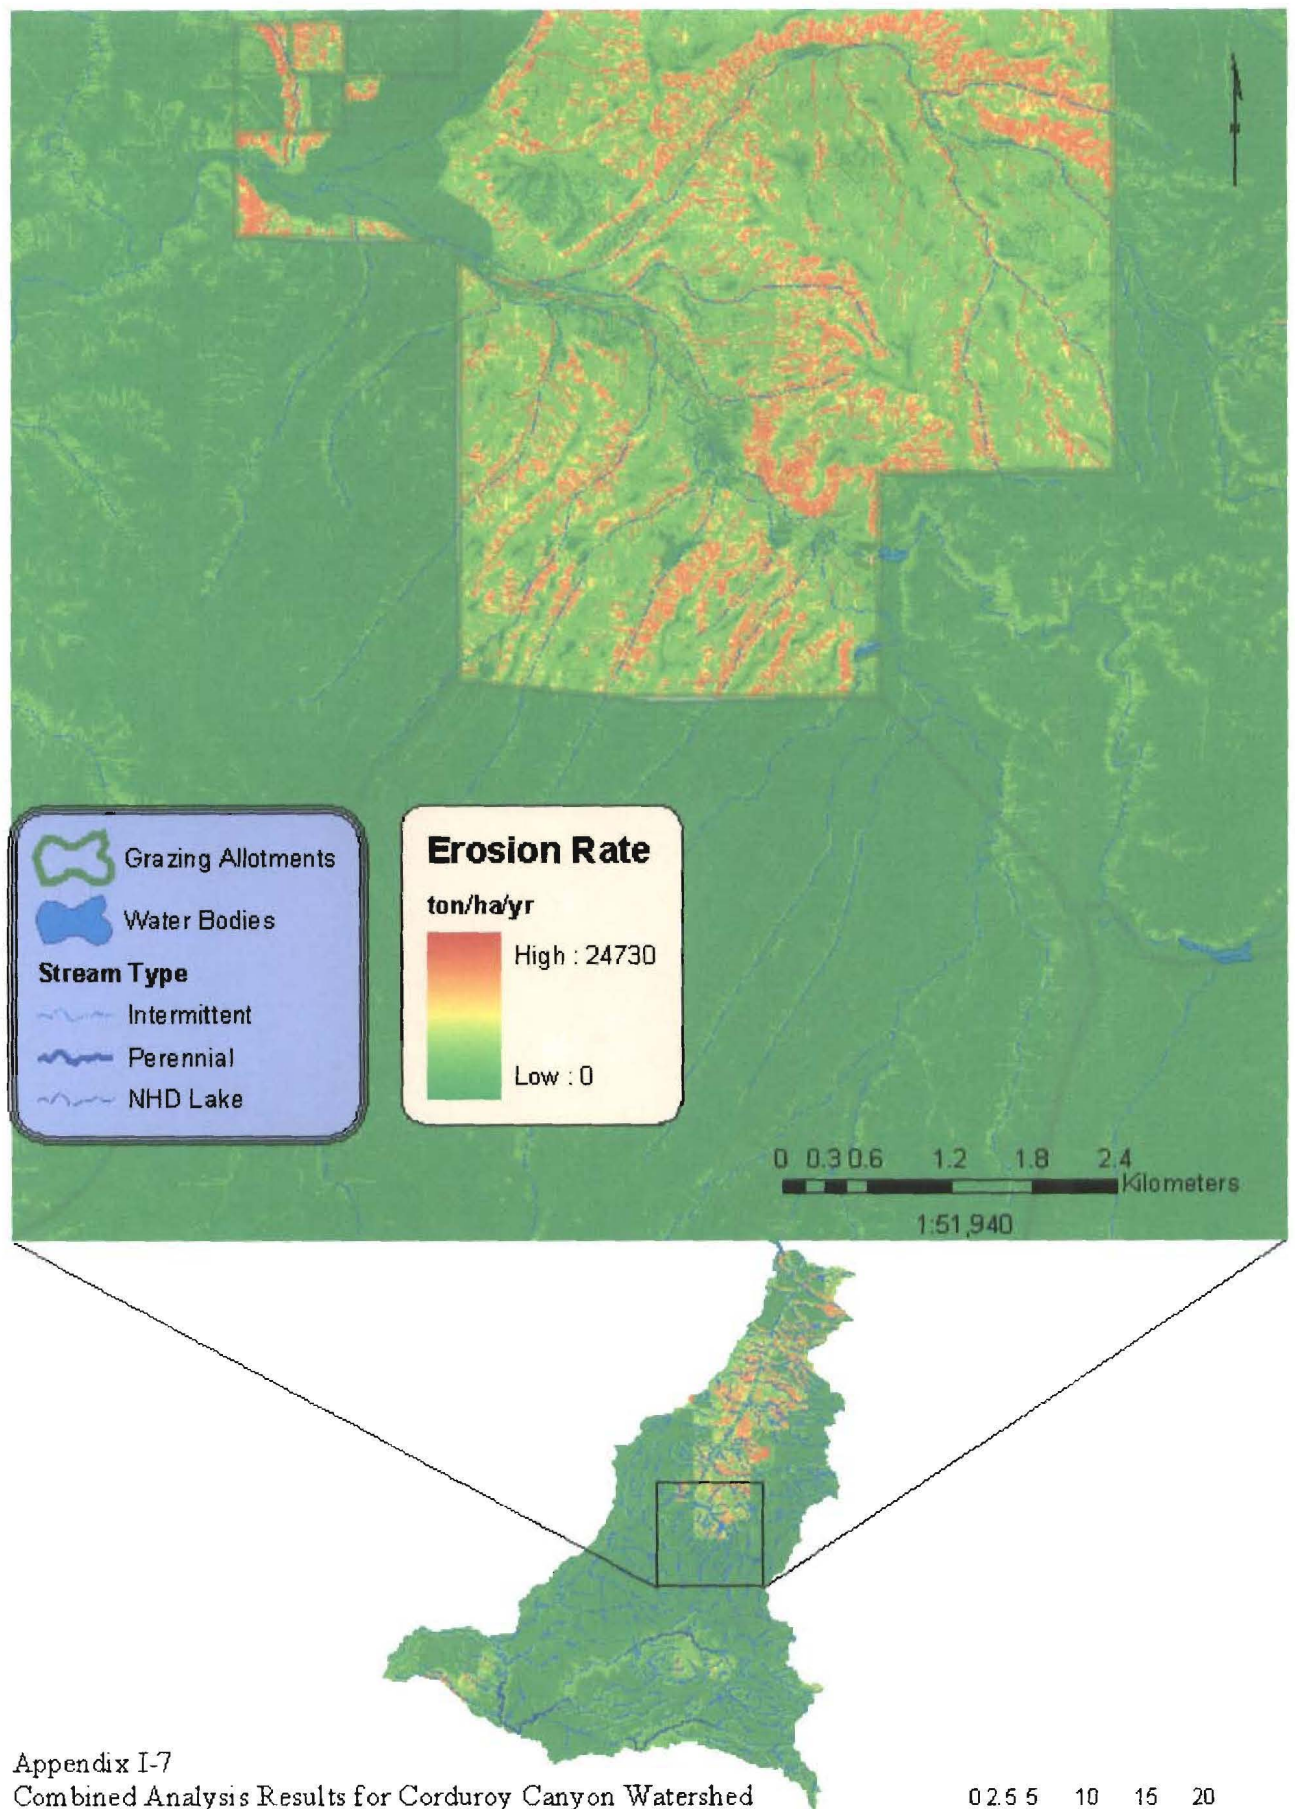 Grazing Allotments
Water Bodies
Stream Type
Intermittent
Perennial
NHD Lake
Erosion Rate
ton/ha/yr
High : 24730
Low : 0
0 0.3 0.6 1.2 1.8 2.4
Kilometers
1:51,940
Appendix I-7
Combined Analysis Results for Corduroy Canyon Watershed
0 2.5 5 10 15 20